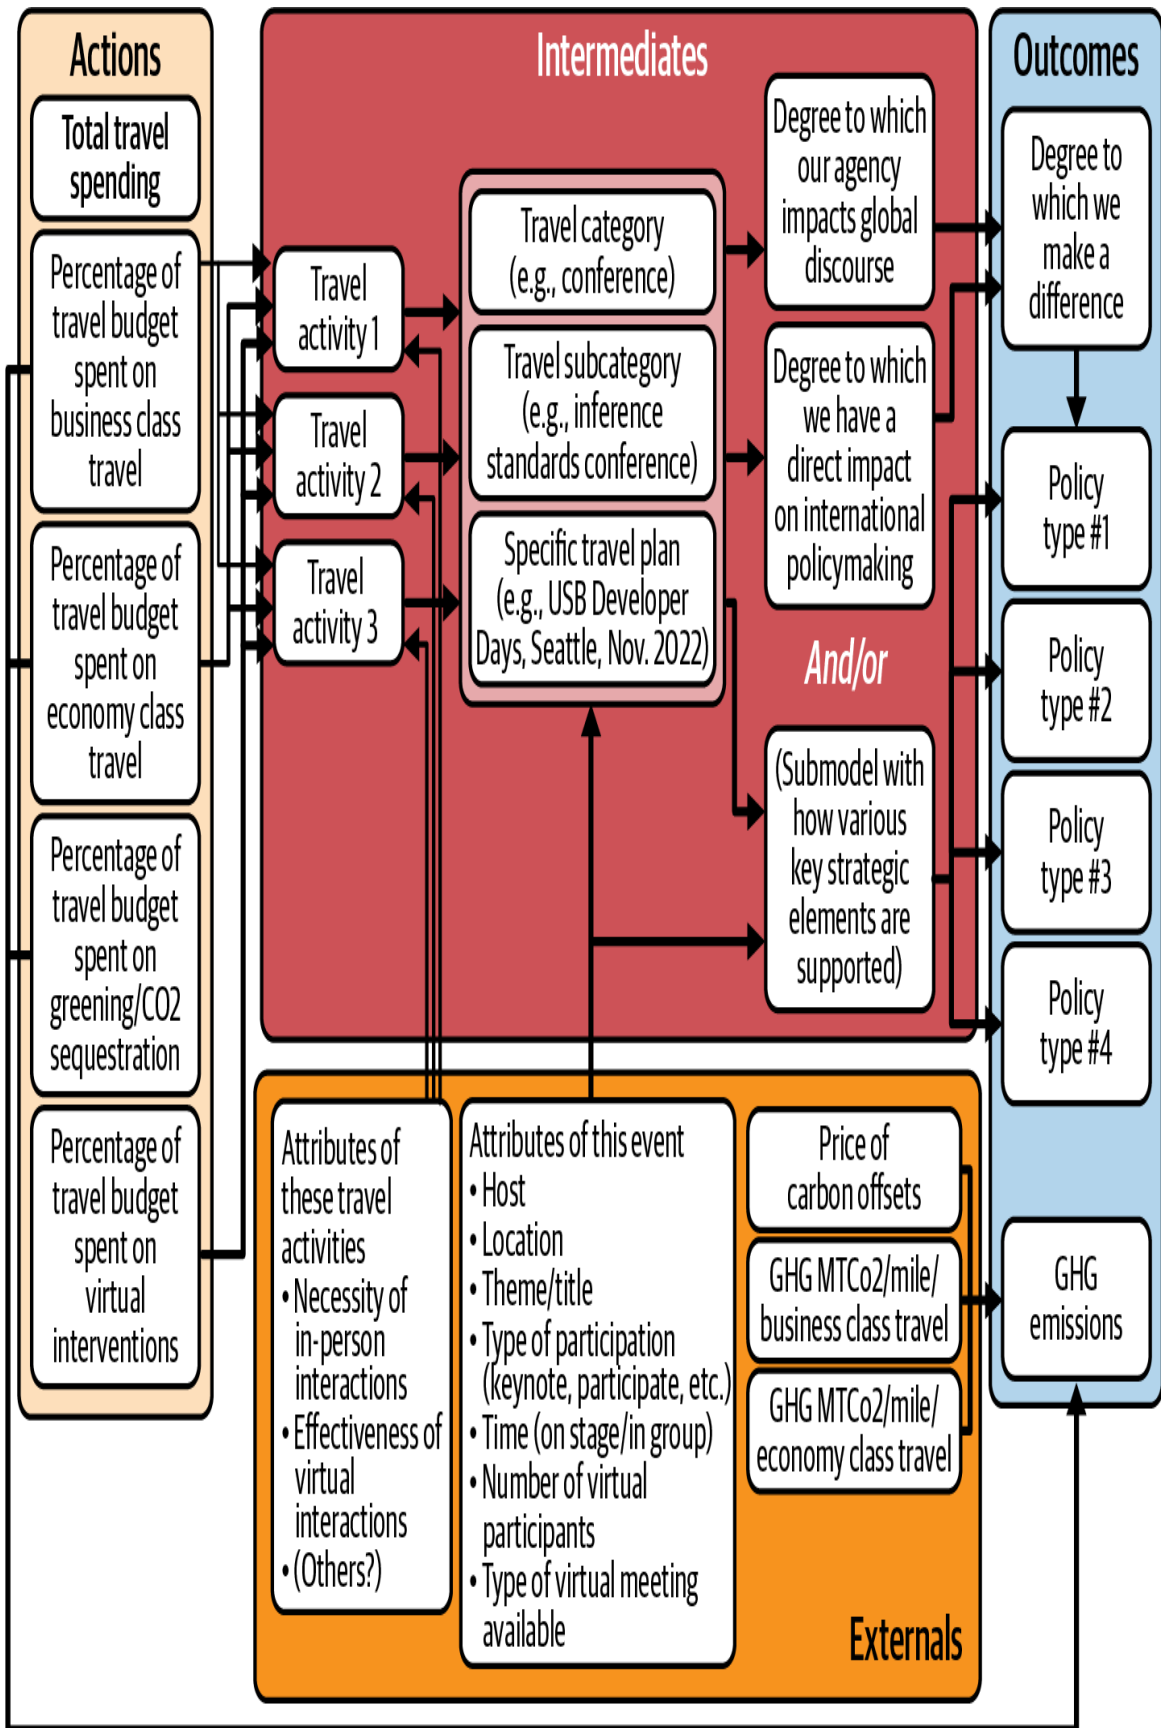 Actions
Total travel
spending
Percentage of
travel budget
spent on
business class
travel
Percentage of
travel budget
spent on
economy class
travel
Percentage of
travel budget
spent on
greening/CO2
sequestration
Percentage of
travel budget
spent on
virtual
interventions
Intermediates
Travel
activity 1
Travel
activity 2
Travel
activity 3
Travel category
(e.g., conference)
Travel subcategory
(e.g., inference
standards conference)
Specific travel plan
(e.g., USB Developer
Days, Seattle, Nov. 2022)
Degree to which
our agency
impacts global
discourse
Degree to which
we have a
direct impact
on international
policymaking
And/or
(Submodel with
how various
key strategic
elements are
supported)
Outcomes
Degree to
which we
make a
difference
Policy
type #1
Policy
type #2
Policy
type #3
Policy
type #4
GHG
emissions
Attributes of
these travel
activities
• Necessity of
in-person
interactions
• Effectiveness of
virtual
interactions
• (Others?)
Attributes of this event
• Host
• Location
• Theme/title
• Type of participation
(keynote, participate, etc.)
• Time (on stage/in group)
• Number of virtual
participants
• Type of virtual meeting
available
Price of
carbon offsets
GHG MTCo2/mile/
business class travel
GHG MTCo2/mile/
economy class travel
Externals